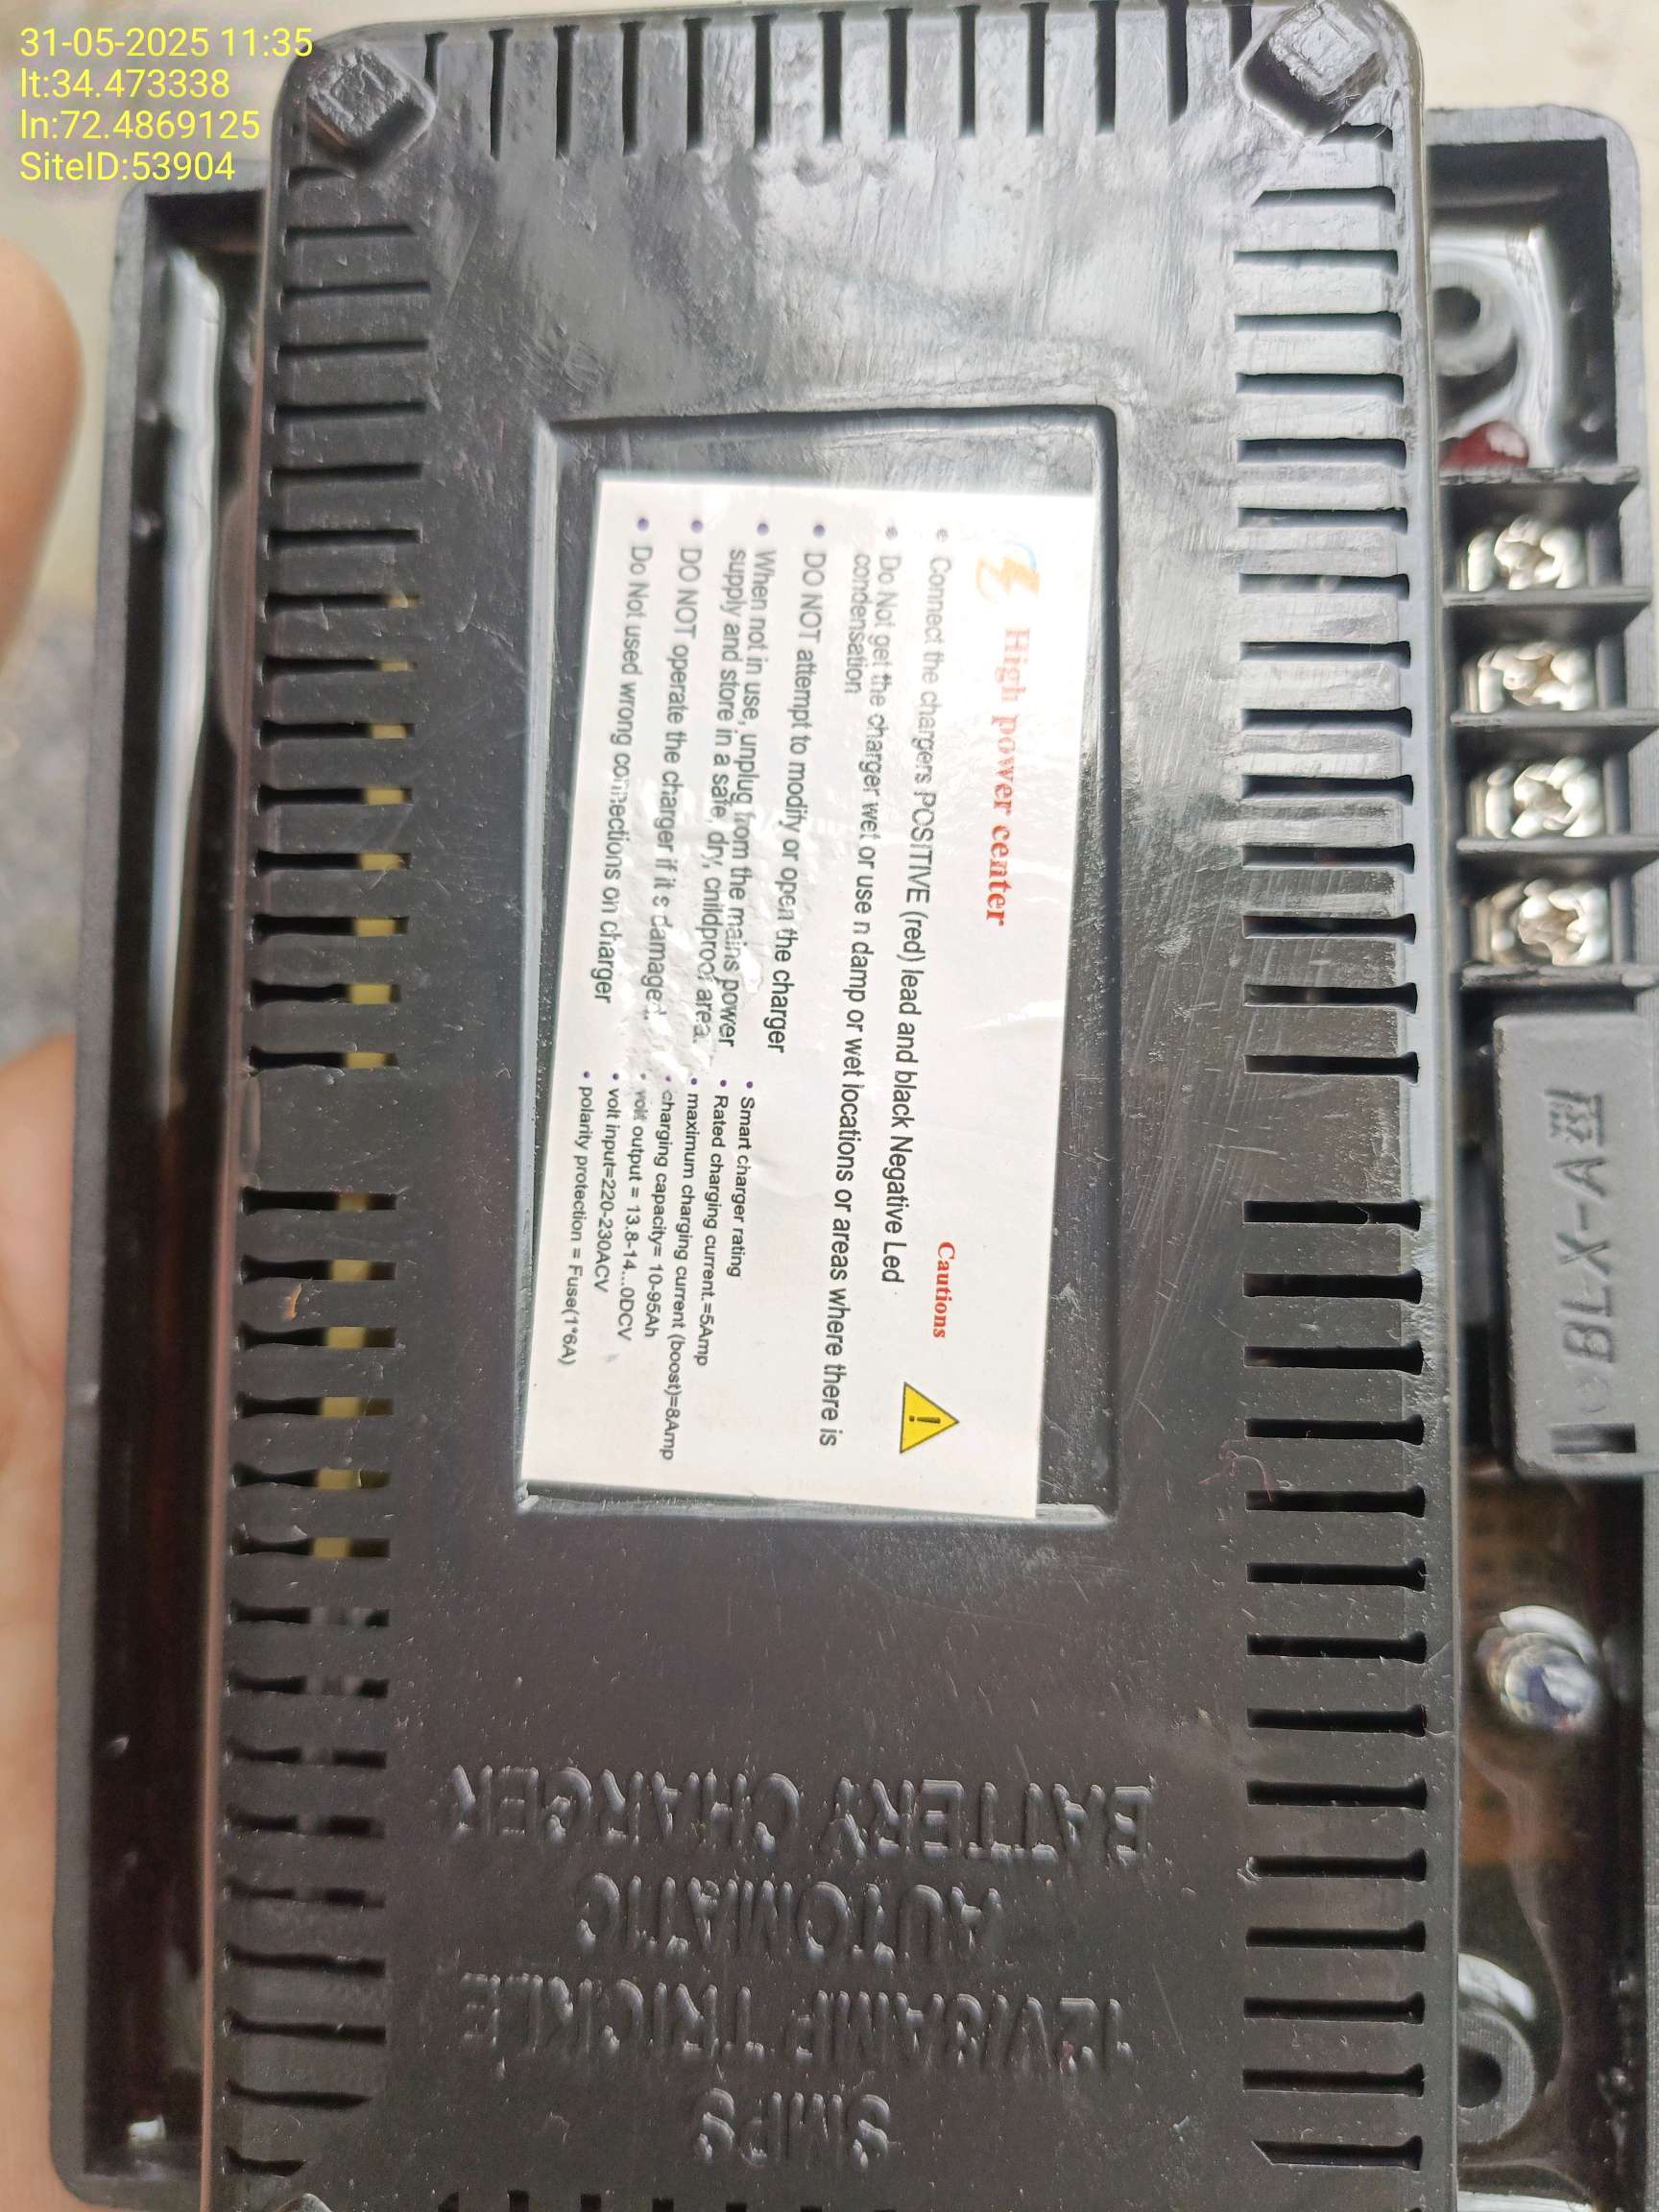 31-05-2025 11:35
lt:34.473338
ln:72.4869125
SiteID:53904
High power center
Cautions
• Connect the chargers POSITIVE (red) lead and black Negative Led
• Do Not get the charger wet or use n damp or wet locations or areas where there is
condensation
• DO NOT attempt to modify or open the charger
• When not in use, unplug from the mains power
supply and store in a safe, dry, childproof area.
• DO NOT operate the charger if it s damaged
• Do Not used wrong connections on charger
• Smart charger rating
• Rated charging current.=5Amp
• maximum charging current (boost)=8Amp
• charging capacity= 10-95Ah
• volt output = 13.8-14...0DCV
• volt input=220-230ACV
• polarity protection = Fuse(1*6A)
BLX-A
SMPS
12V/8AMP TRICKLE
AUTOMATIC
BATTERY CHARGER